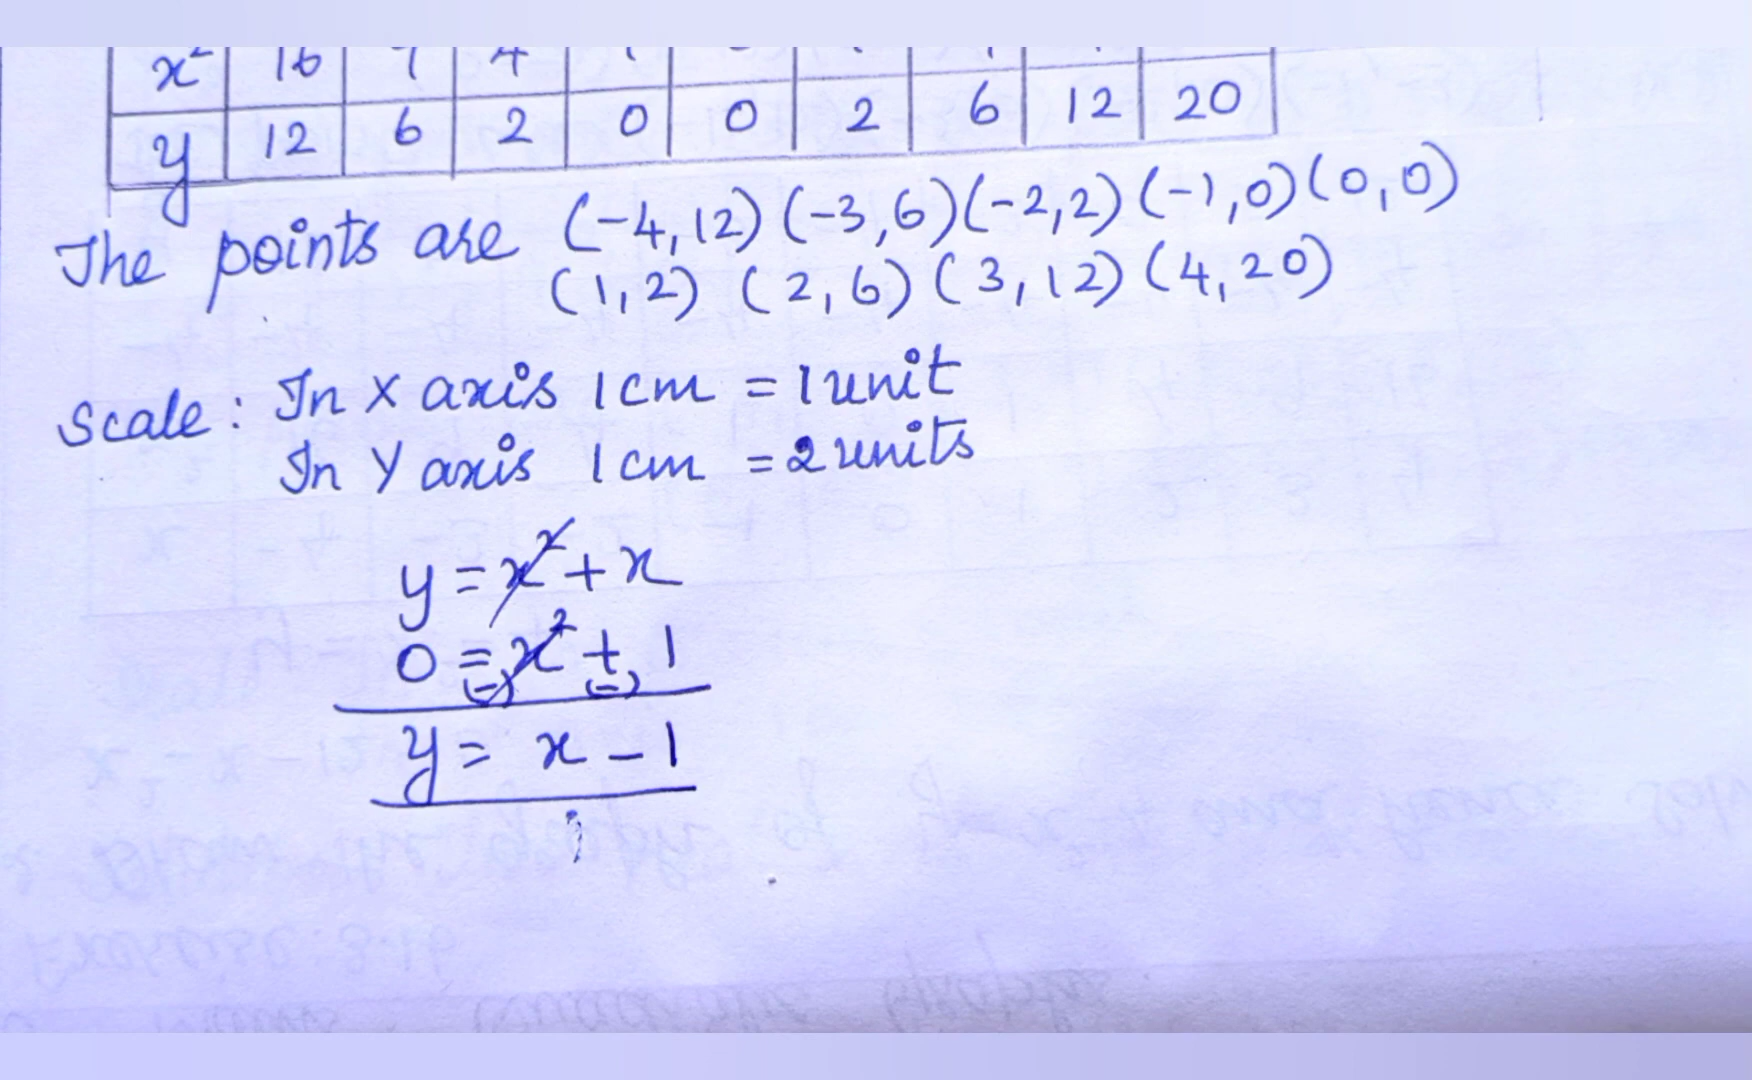 x² 16 4
y 12 6 2 0 0 2 6 12 20
The points are (-4,12) (-3,6) (-2,2) (-1,0) (0,0)
(1,2) (2,6) (3,12) (4,20)
Scale: In X axis 1cm = 1 unit
In Y axis 1cm = 2 units
y = x² + x
0 = x² + 1
(-) (-)
y = x - 1